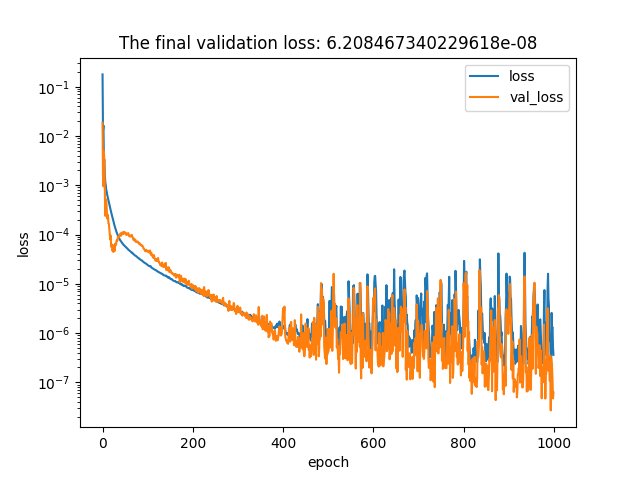 The final validation loss: 6.208467340229618e-08
loss
val_loss
10⁻¹
10⁻²
10⁻³
10⁻⁴
10⁻⁵
10⁻⁶
10⁻⁷
loss
0
200
400
600
800
1000
epoch